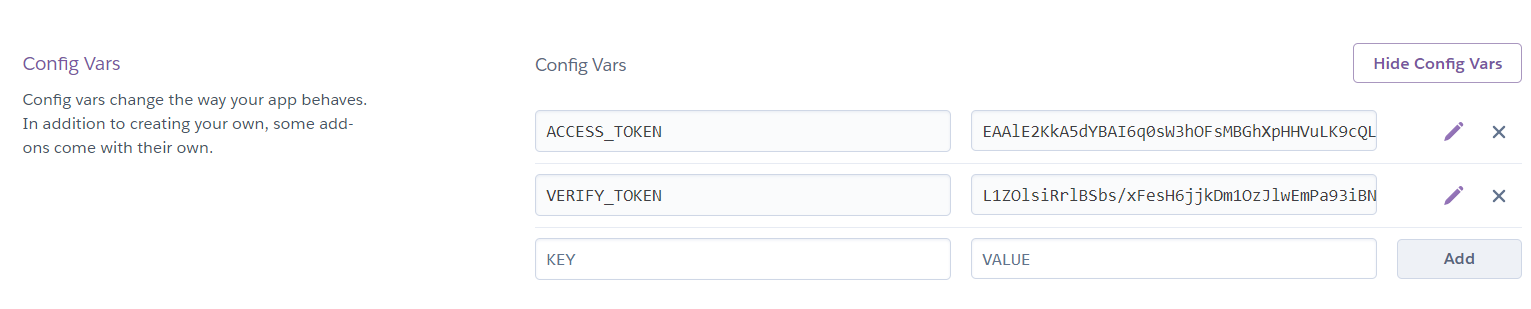 Config Vars
Config vars change the way your app behaves.
In addition to creating your own, some add-
ons come with their own.
Config Vars
Hide Config Vars
ACCESS_TOKEN
EAAlE2KkA5dYBAI6q0sW3hOFsMBGhXpHHVuLK9cQL
VERIFY_TOKEN
L1ZOlsiRrlBSbs/xFesH6jjkDm1OzJlwEmPa93iBN
KEY
VALUE
Add